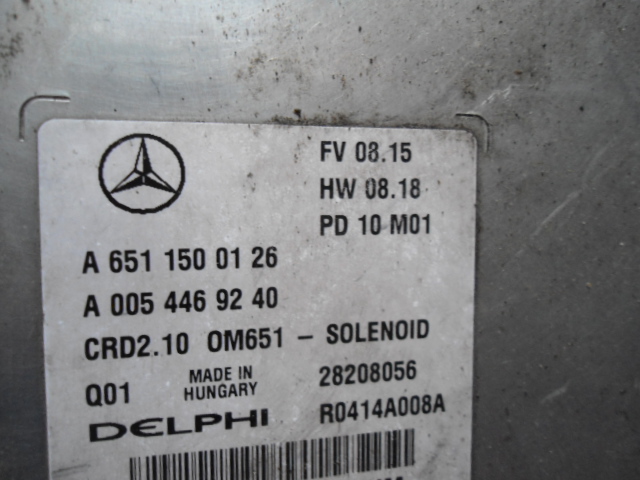 FV 08.15
HW 08.18
PD 10 M01
A 651 150 01 26
A 005 446 92 40
CRD2.10 OM651 – SOLENOID
Q01 MADE IN HUNGARY 28208056
DELPHI R0414A008A